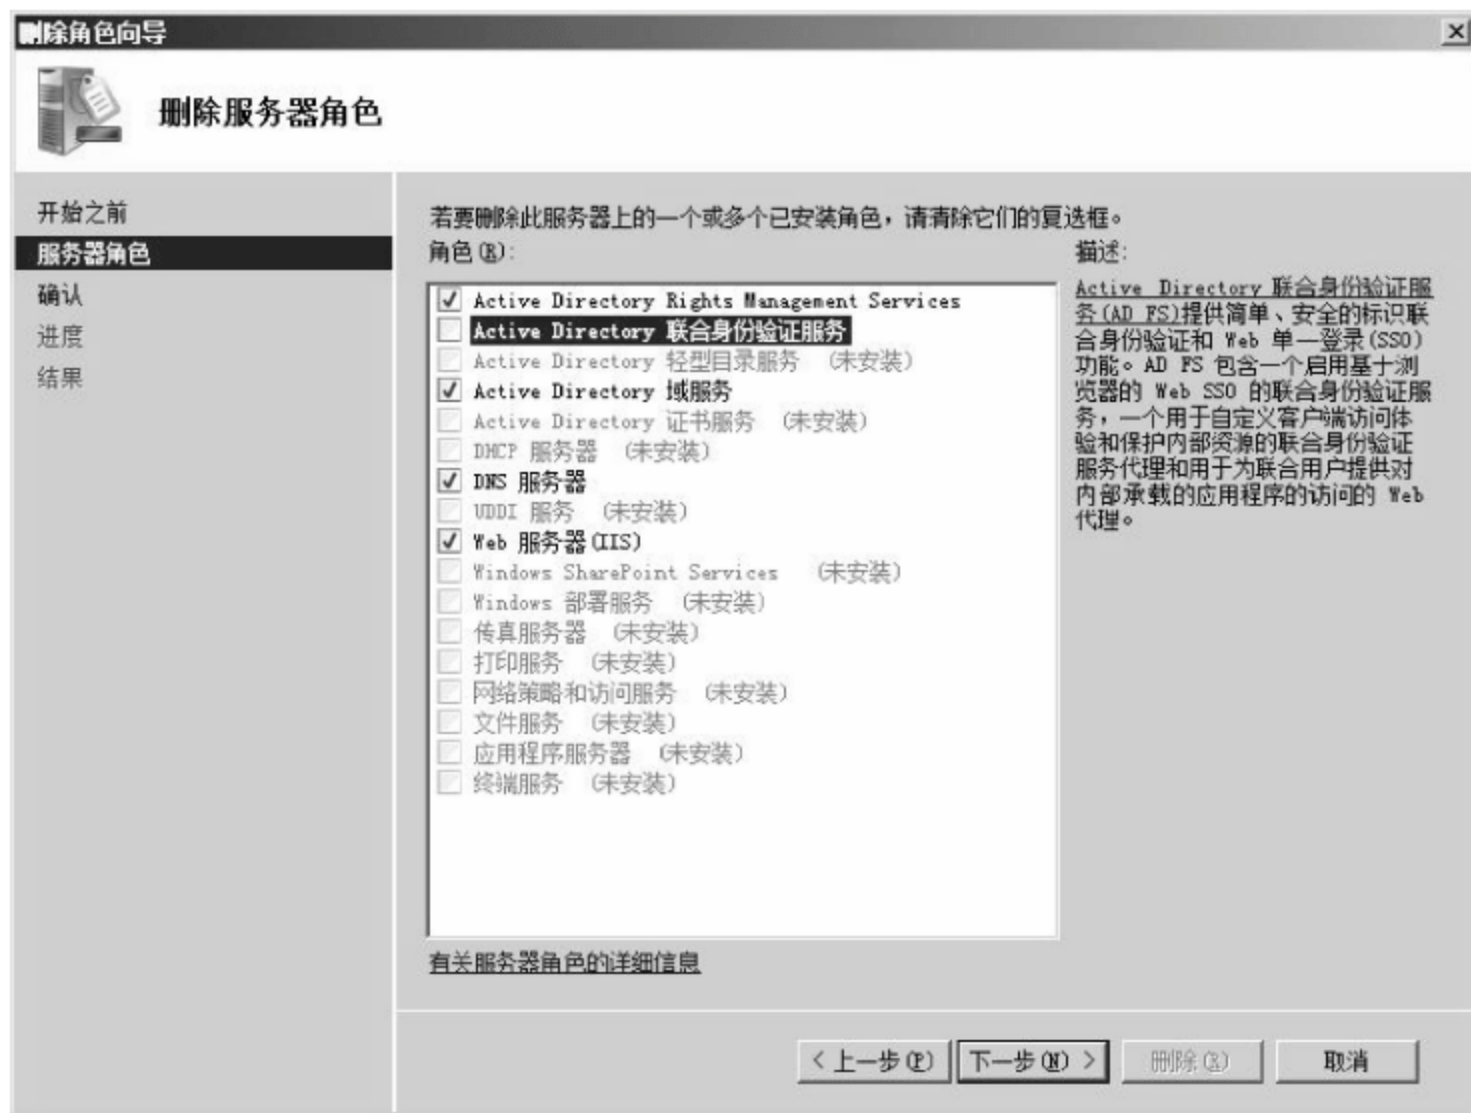 删除角色向导
删除服务器角色
开始之前
服务器角色
确认
进度
结果
若要删除此服务器上的一个或多个已安装角色，请清除它们的复选框。
角色(R):
Active Directory Rights Management Services
Active Directory 联合身份验证服务
Active Directory 轻型目录服务 (未安装)
Active Directory 域服务
Active Directory 证书服务 (未安装)
DHCP 服务器 (未安装)
DNS 服务器
UDDI 服务 (未安装)
Web 服务器(IIS)
Windows SharePoint Services (未安装)
Windows 部署服务 (未安装)
传真服务器 (未安装)
打印服务 (未安装)
网络策略和访问服务 (未安装)
文件服务 (未安装)
应用程序服务器 (未安装)
终端服务 (未安装)
有关服务器角色的详细信息
描述:
Active Directory 联合身份验证服
务(AD FS)提供简单、安全的标识联
合身份验证和 Web 单一登录(SSO)
功能。AD FS 包含一个启用基于浏
览器的 Web SSO 的联合身份验证服
务，一个用于自定义客户端访问体
验和保护内部资源的联合身份验证
服务代理和用于为联合用户提供对
内部承载的应用程序的访问的 Web
代理。
< 上一步(P)
下一步(N) >
删除(R)
取消